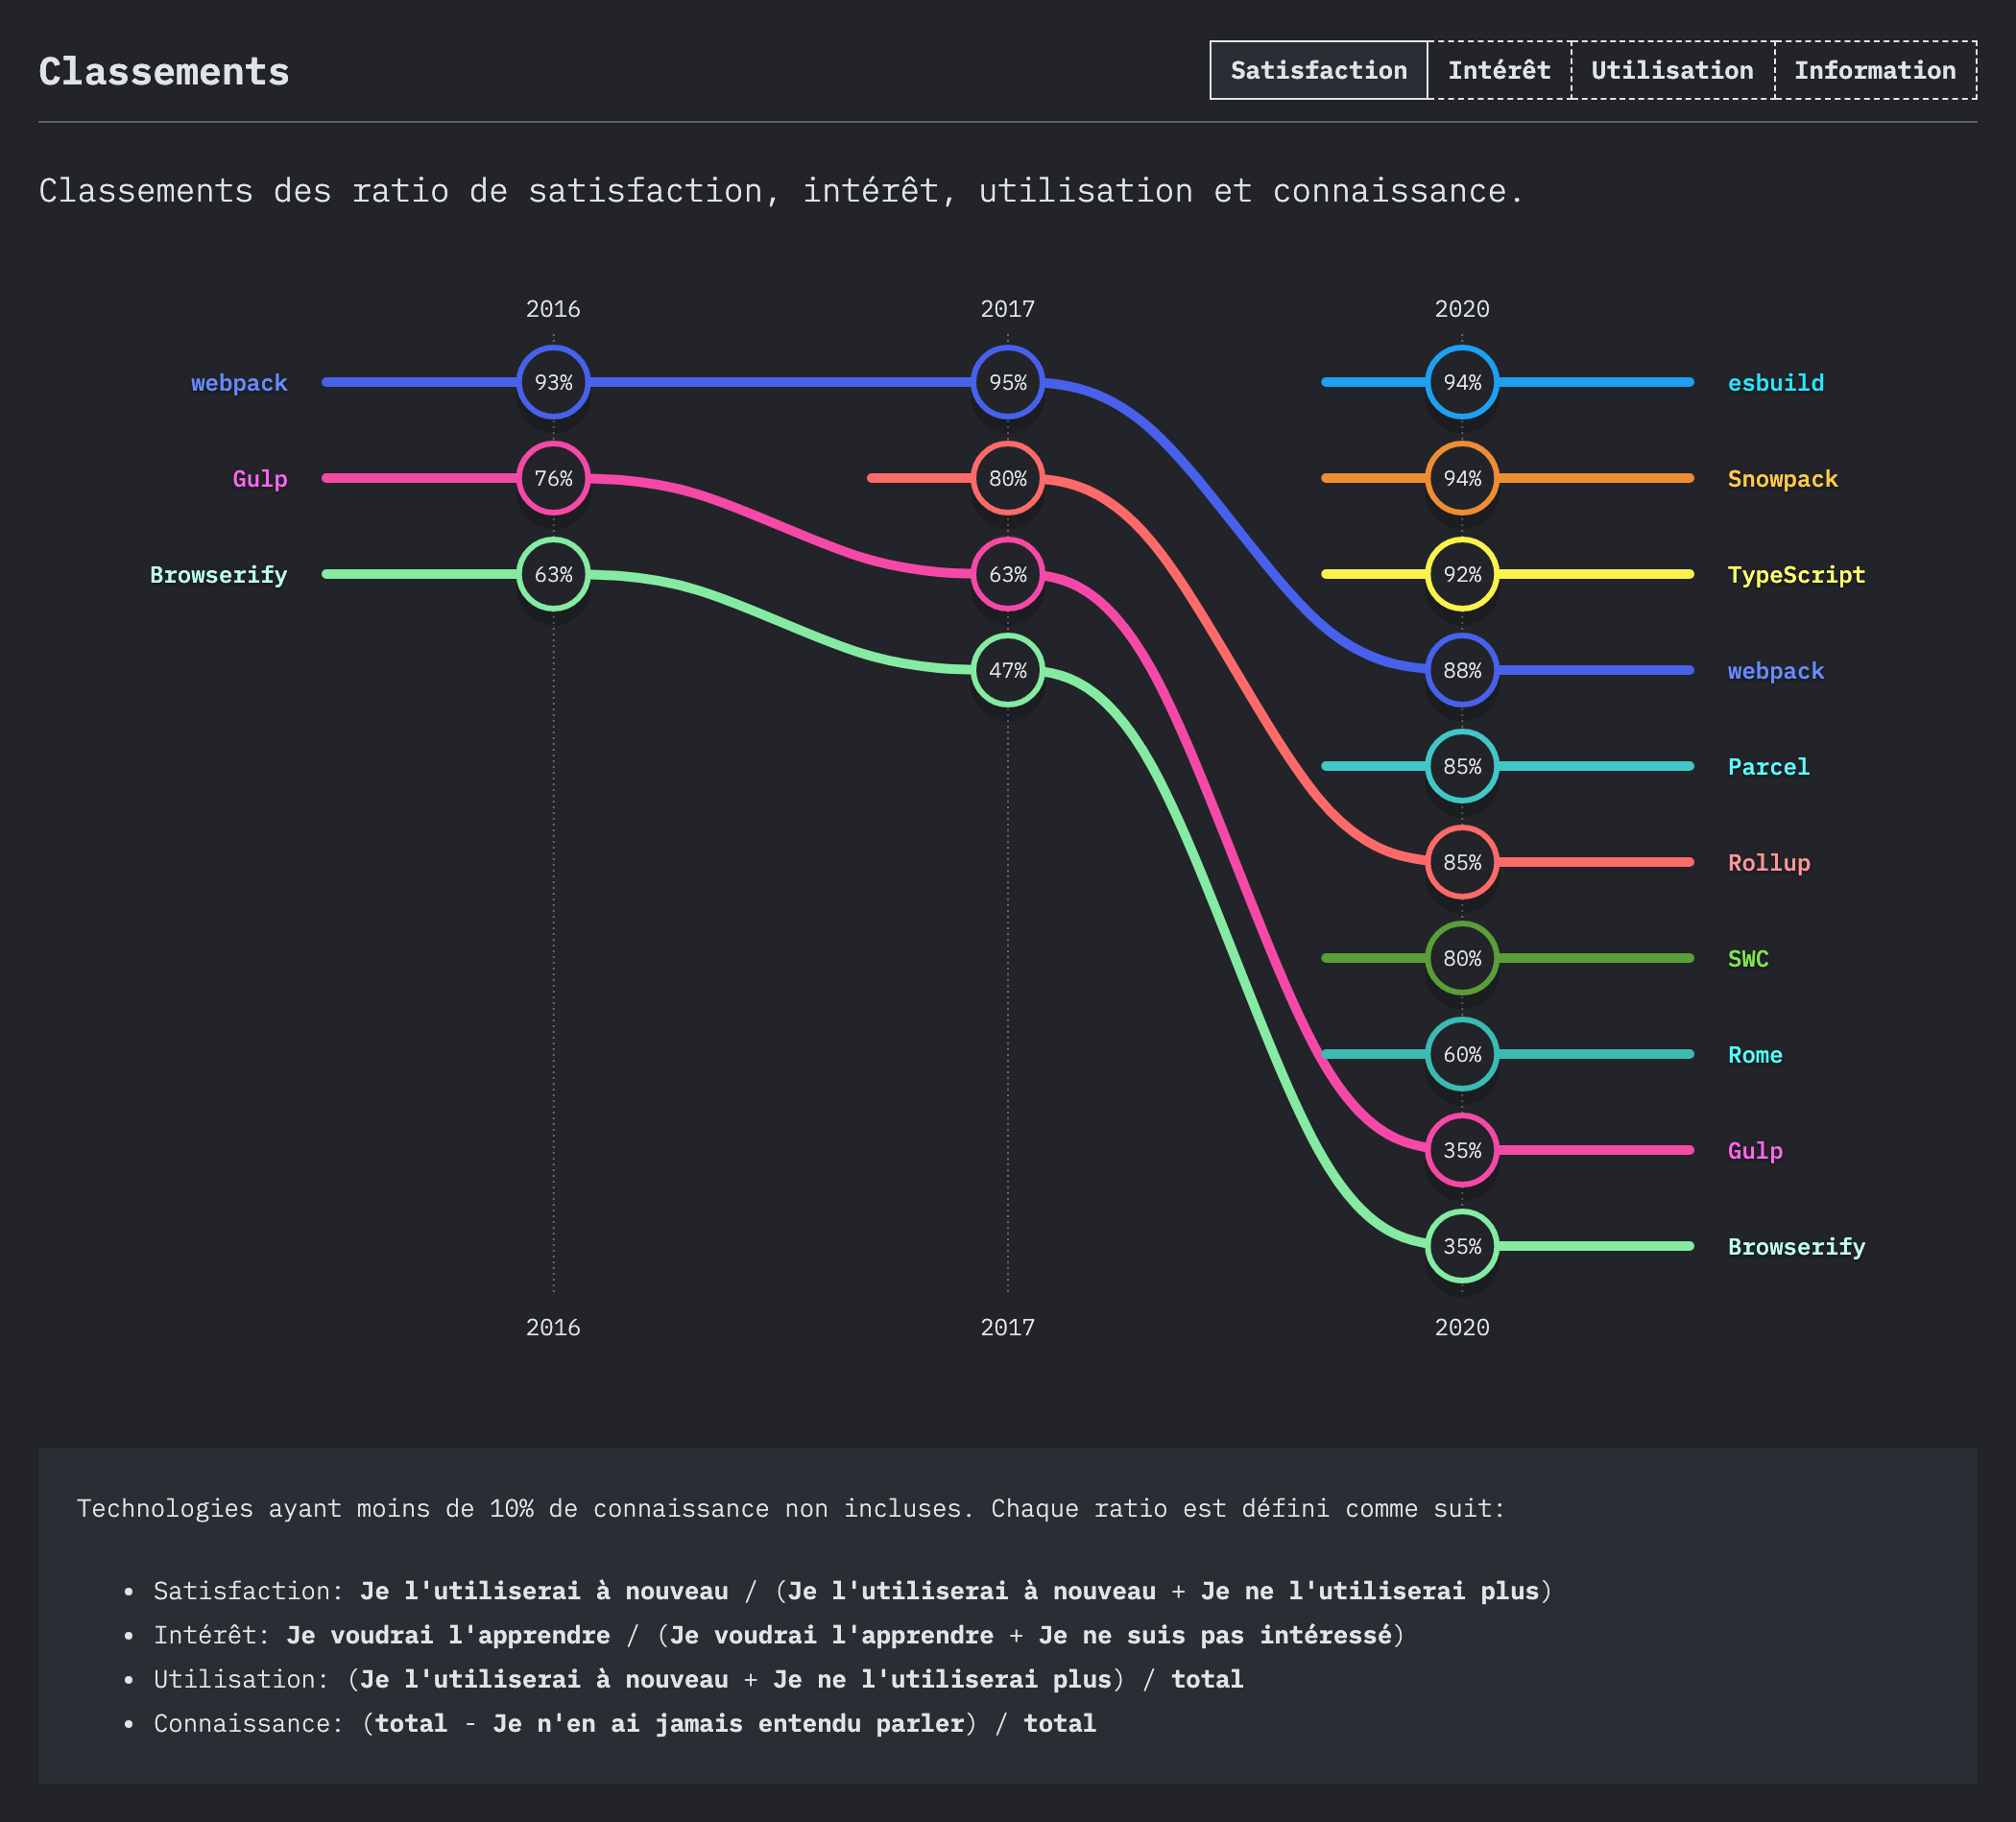 Classements
Satisfaction Intérêt Utilisation Information
Classements des ratio de satisfaction, intérêt, utilisation et connaissance.
2016 2017 2020
webpack 93% 95% 94% esbuild
Gulp 76% 80% 94% Snowpack
Browserify 63% 63% 92% TypeScript
47% 88% webpack
85% Parcel
85% Rollup
80% SWC
60% Rome
35% Gulp
35% Browserify
2016 2017 2020
Technologies ayant moins de 10% de connaissance non incluses. Chaque ratio est défini comme suit:
• Satisfaction: Je l'utiliserai à nouveau / (Je l'utiliserai à nouveau + Je ne l'utiliserai plus)
• Intérêt: Je voudrai l'apprendre / (Je voudrai l'apprendre + Je ne suis pas intéressé)
• Utilisation: (Je l'utiliserai à nouveau + Je ne l'utiliserai plus) / total
• Connaissance: (total - Je n'en ai jamais entendu parler) / total